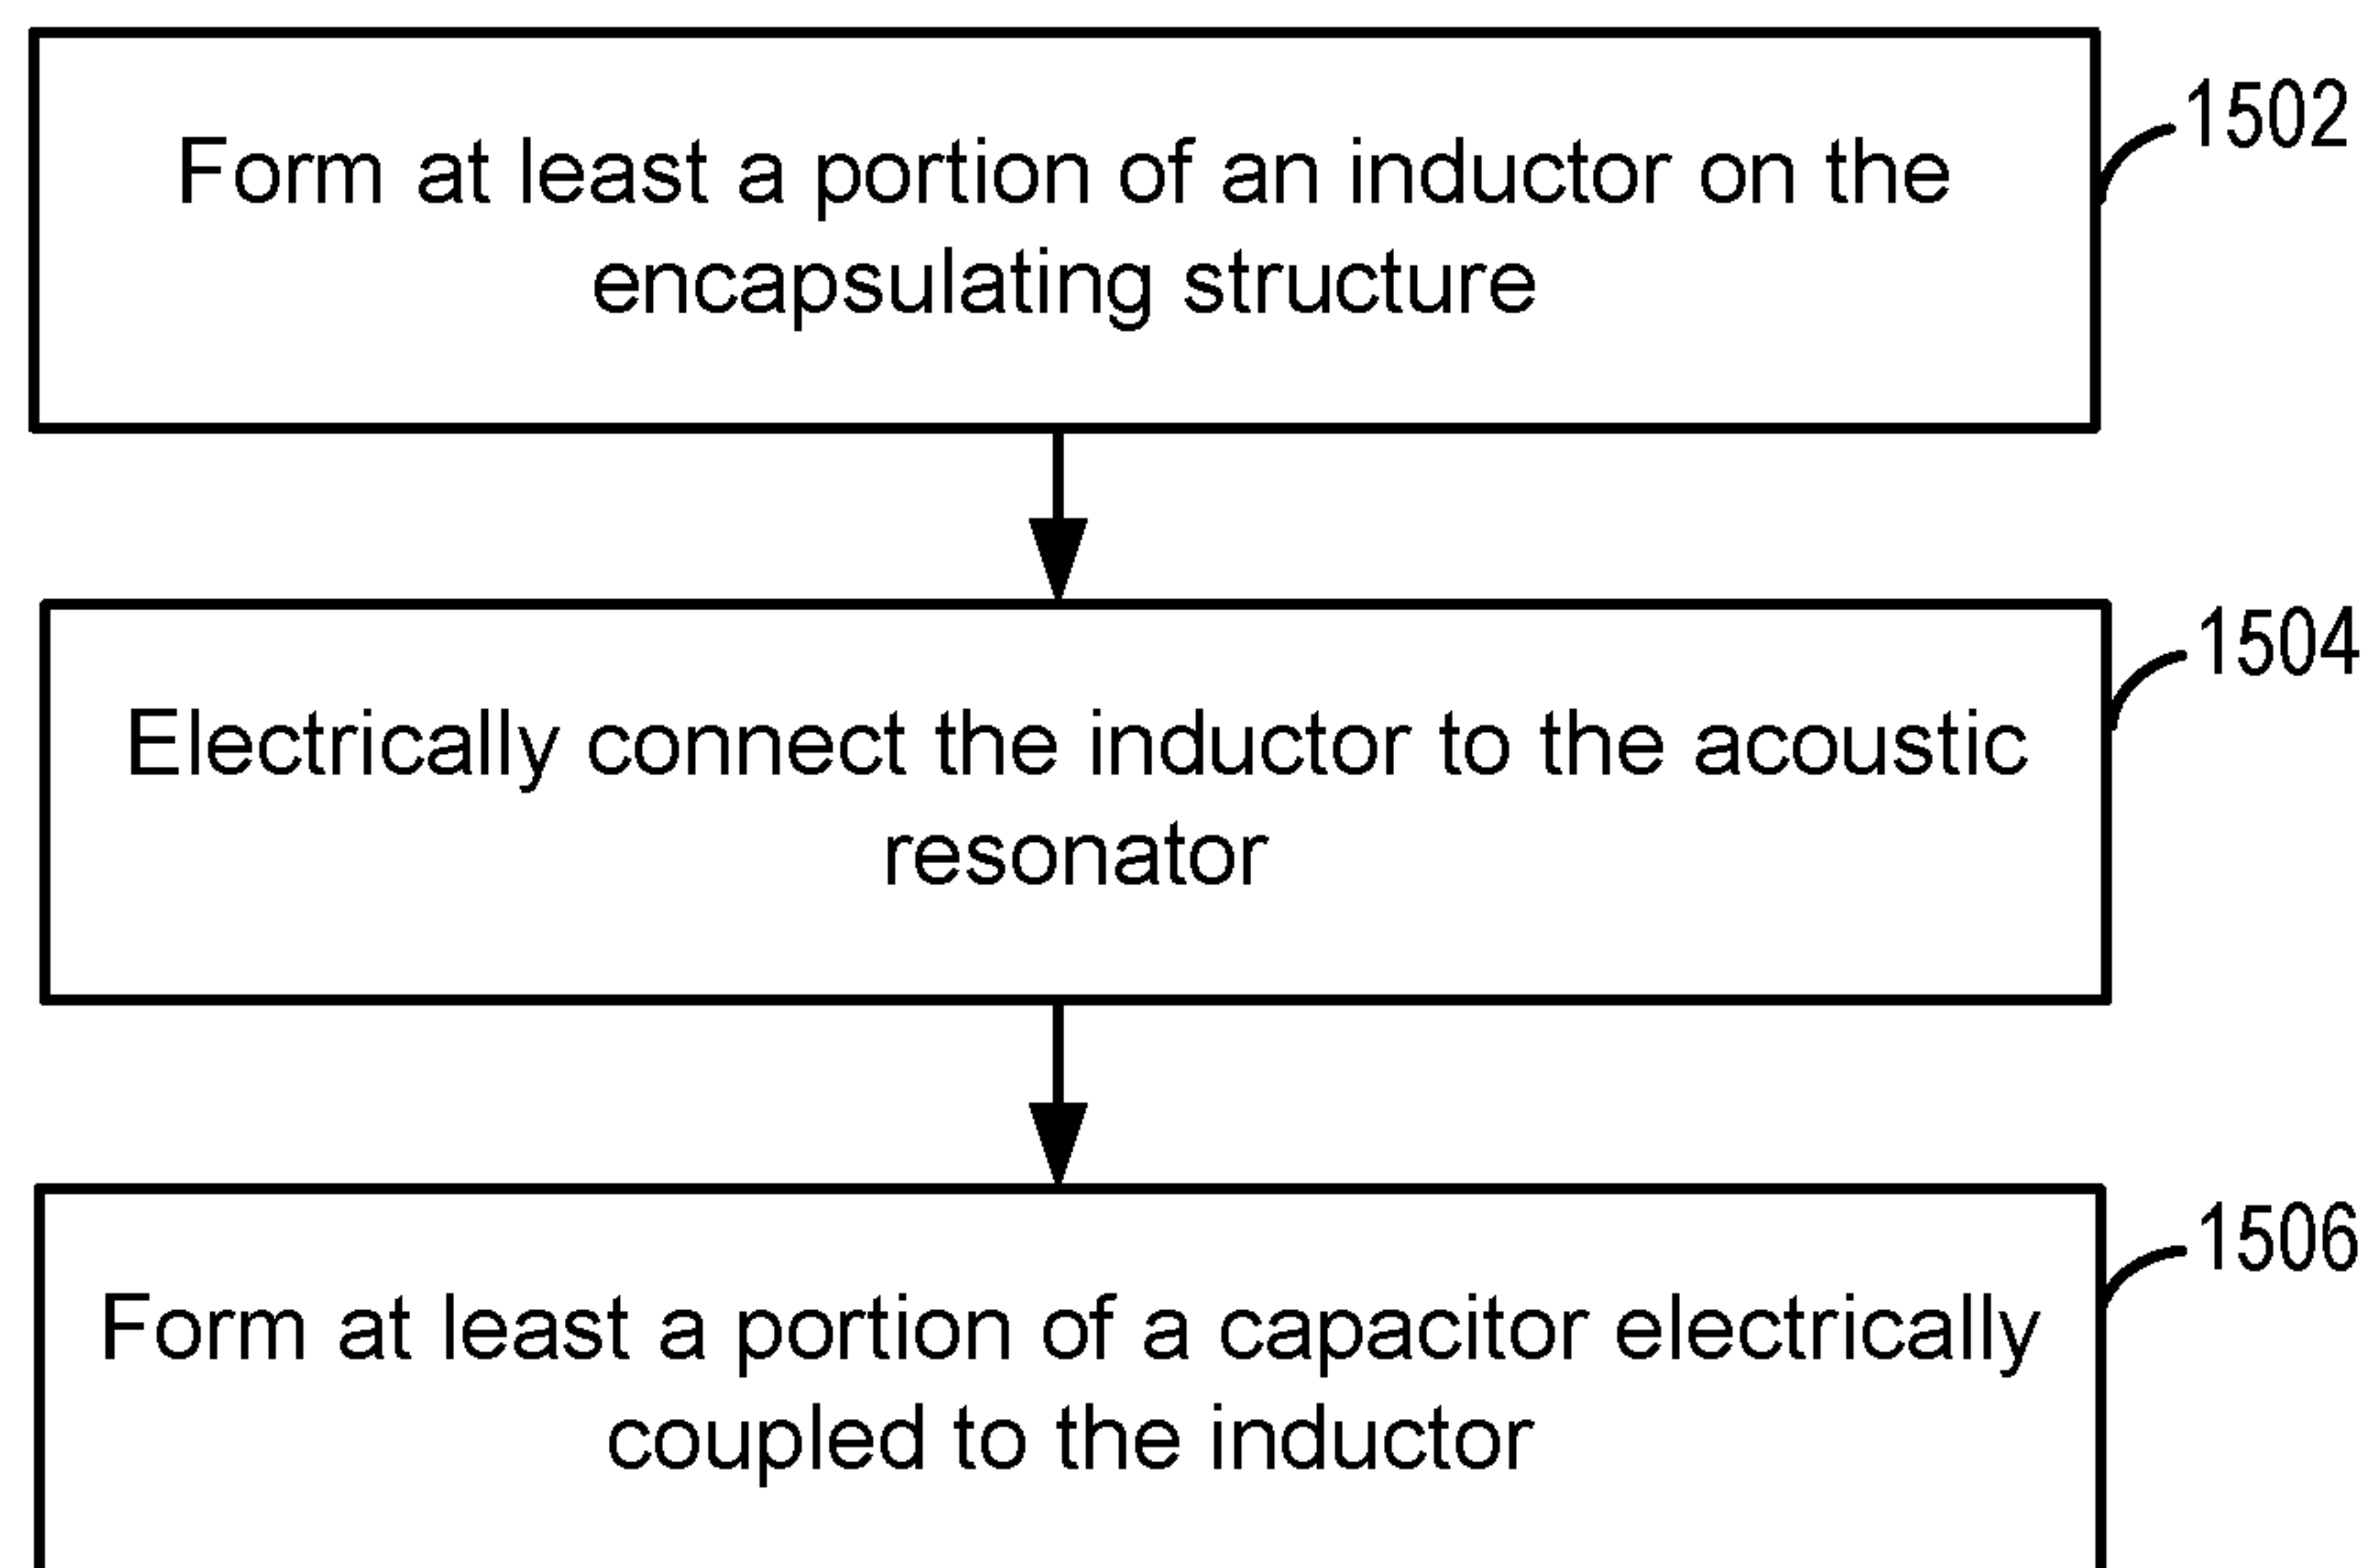 1502
Form at least a portion of an inductor on the
encapsulating structure
1504
Electrically connect the inductor to the acoustic
resonator
1506
Form at least a portion of a capacitor electrically
coupled to the inductor